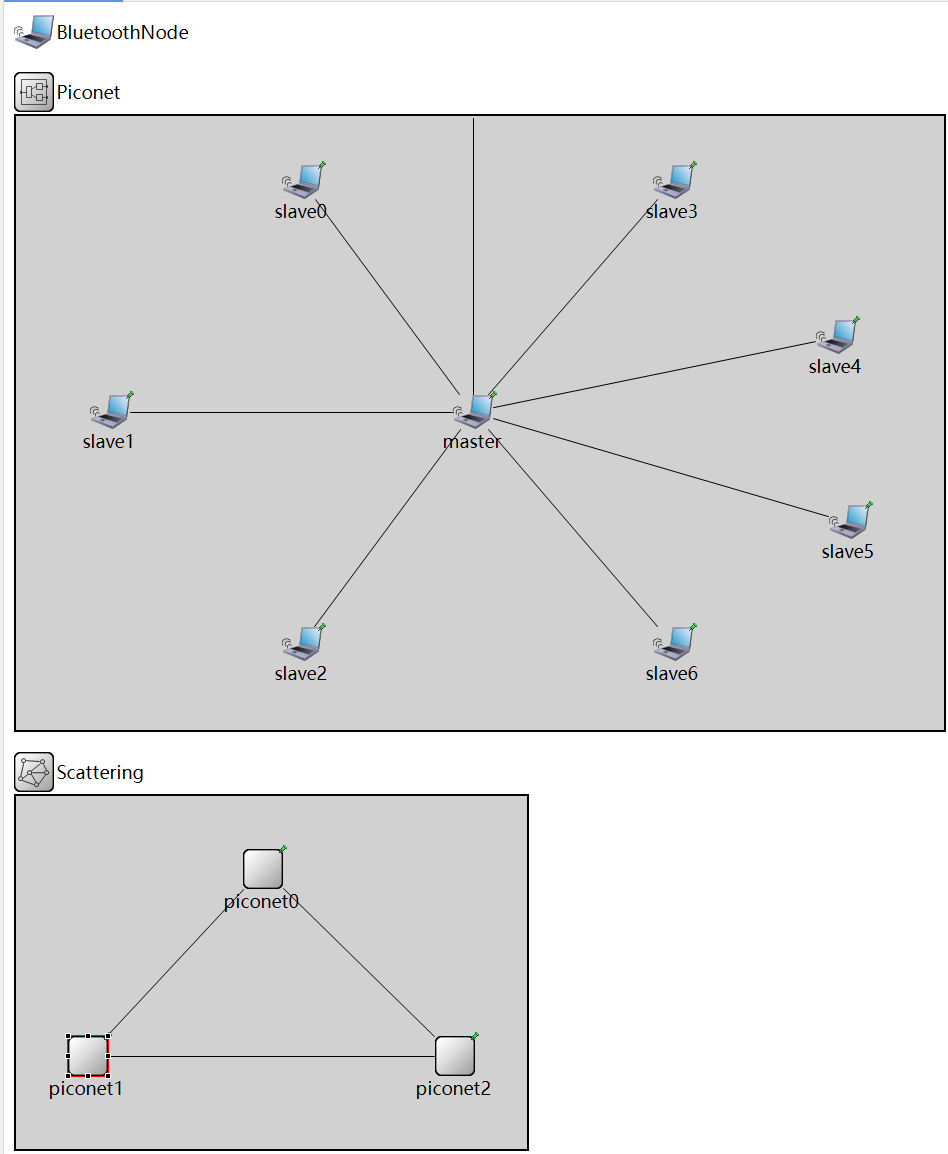 BluetoothNode
Piconet
slave0
slave3
slave4
slave1
master
slave5
slave2
slave6
Scattering
piconet0
piconet1
piconet2